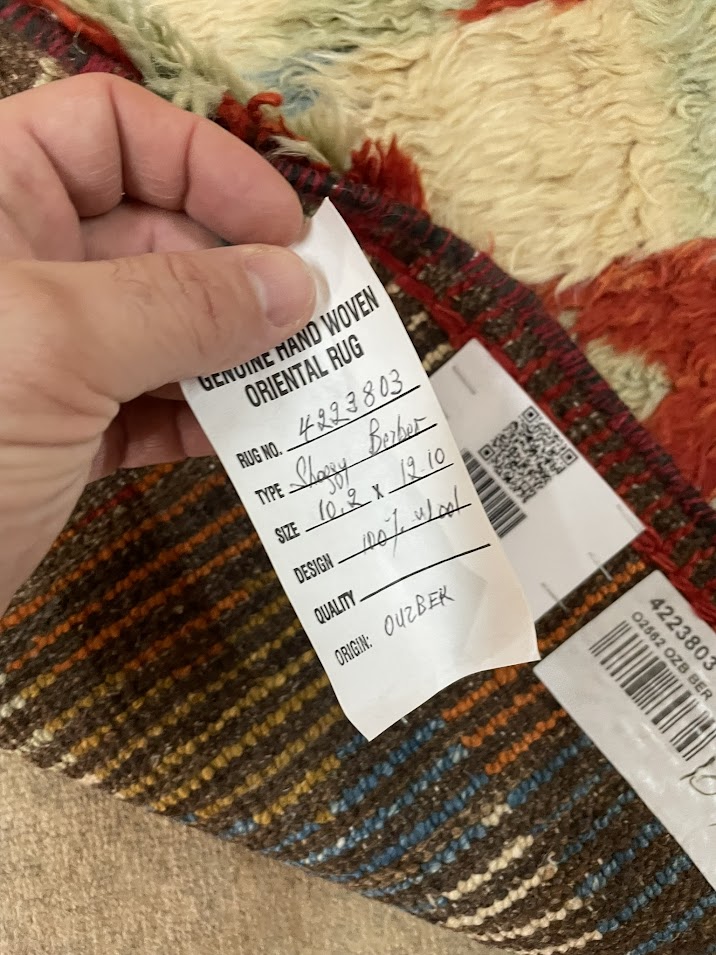 GENUINE HAND WOVEN
ORIENTAL RUG
RUG NO. 4223803
TYPE Shaggy Berber
SIZE 10.2 x 12.10
DESIGN 100% wool
QUALITY
ORIGIN: OUZBEK
4223803
O2562 OZB BER